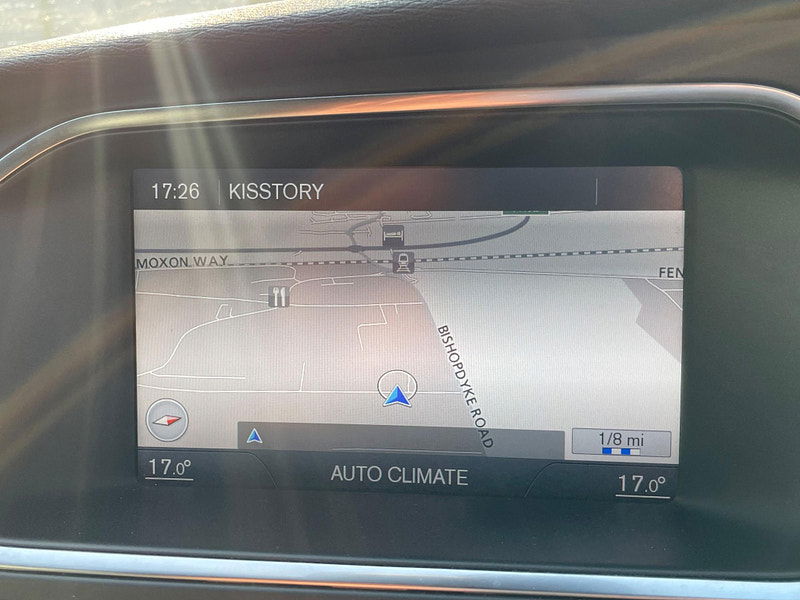 17:26 KISSTORY
MOXON WAY
FEN
BISHOPDYKE ROAD
1/8 mi
17.0° AUTO CLIMATE 17.0°